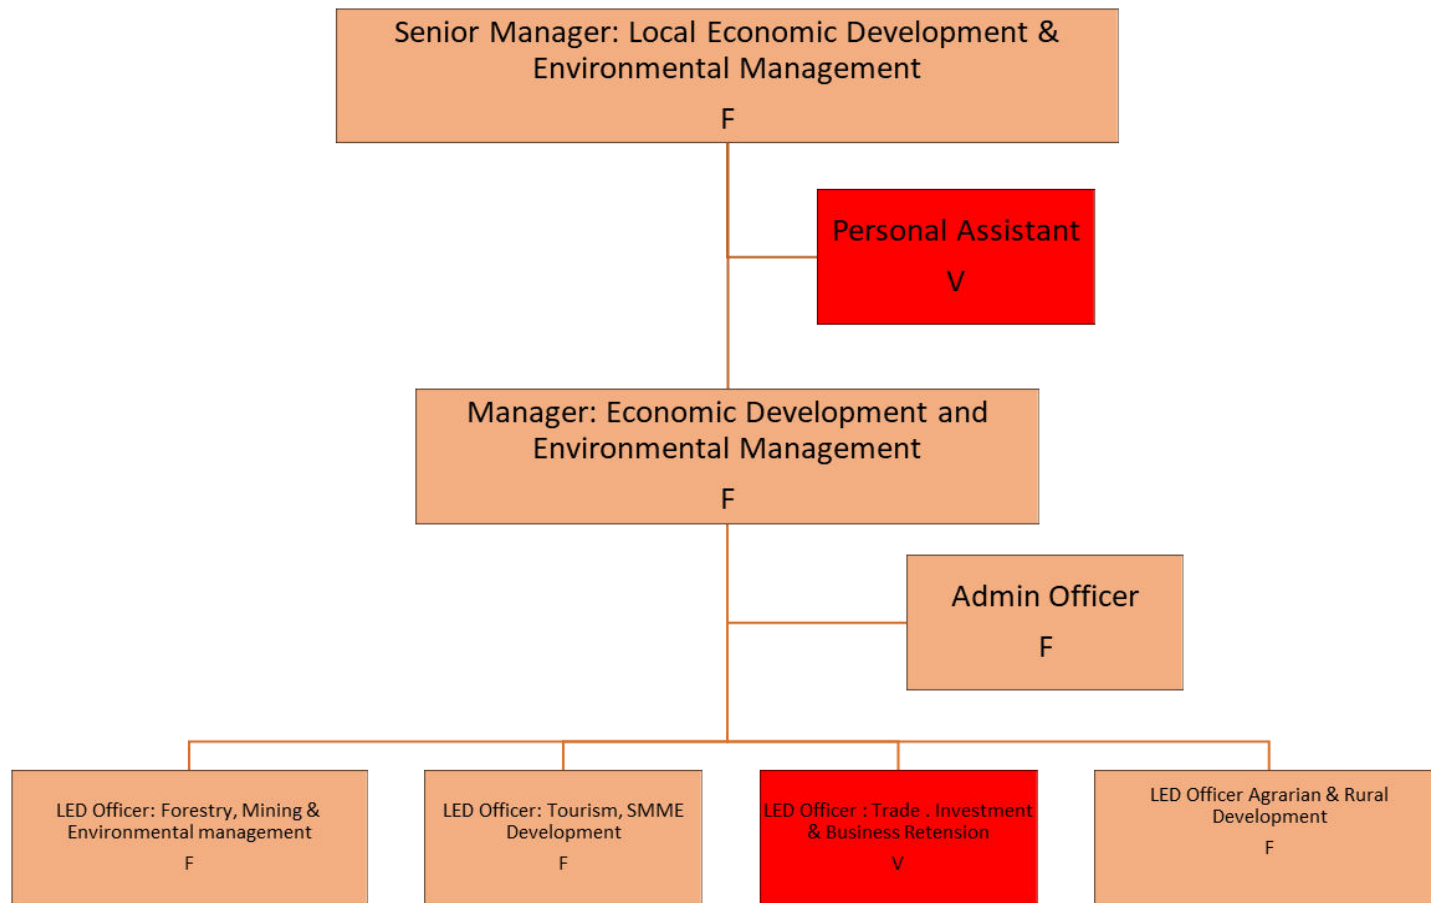 Senior Manager: Local Economic Development &
Environmental Management
F
Personal Assistant
V
Manager: Economic Development and
Environmental Management
F
Admin Officer
F
LED Officer: Forestry, Mining &
Environmental management
F
LED Officer: Tourism, SMME
Development
F
LED Officer : Trade . Investment
& Business Retension
V
LED Officer Agrarian & Rural
Development
F